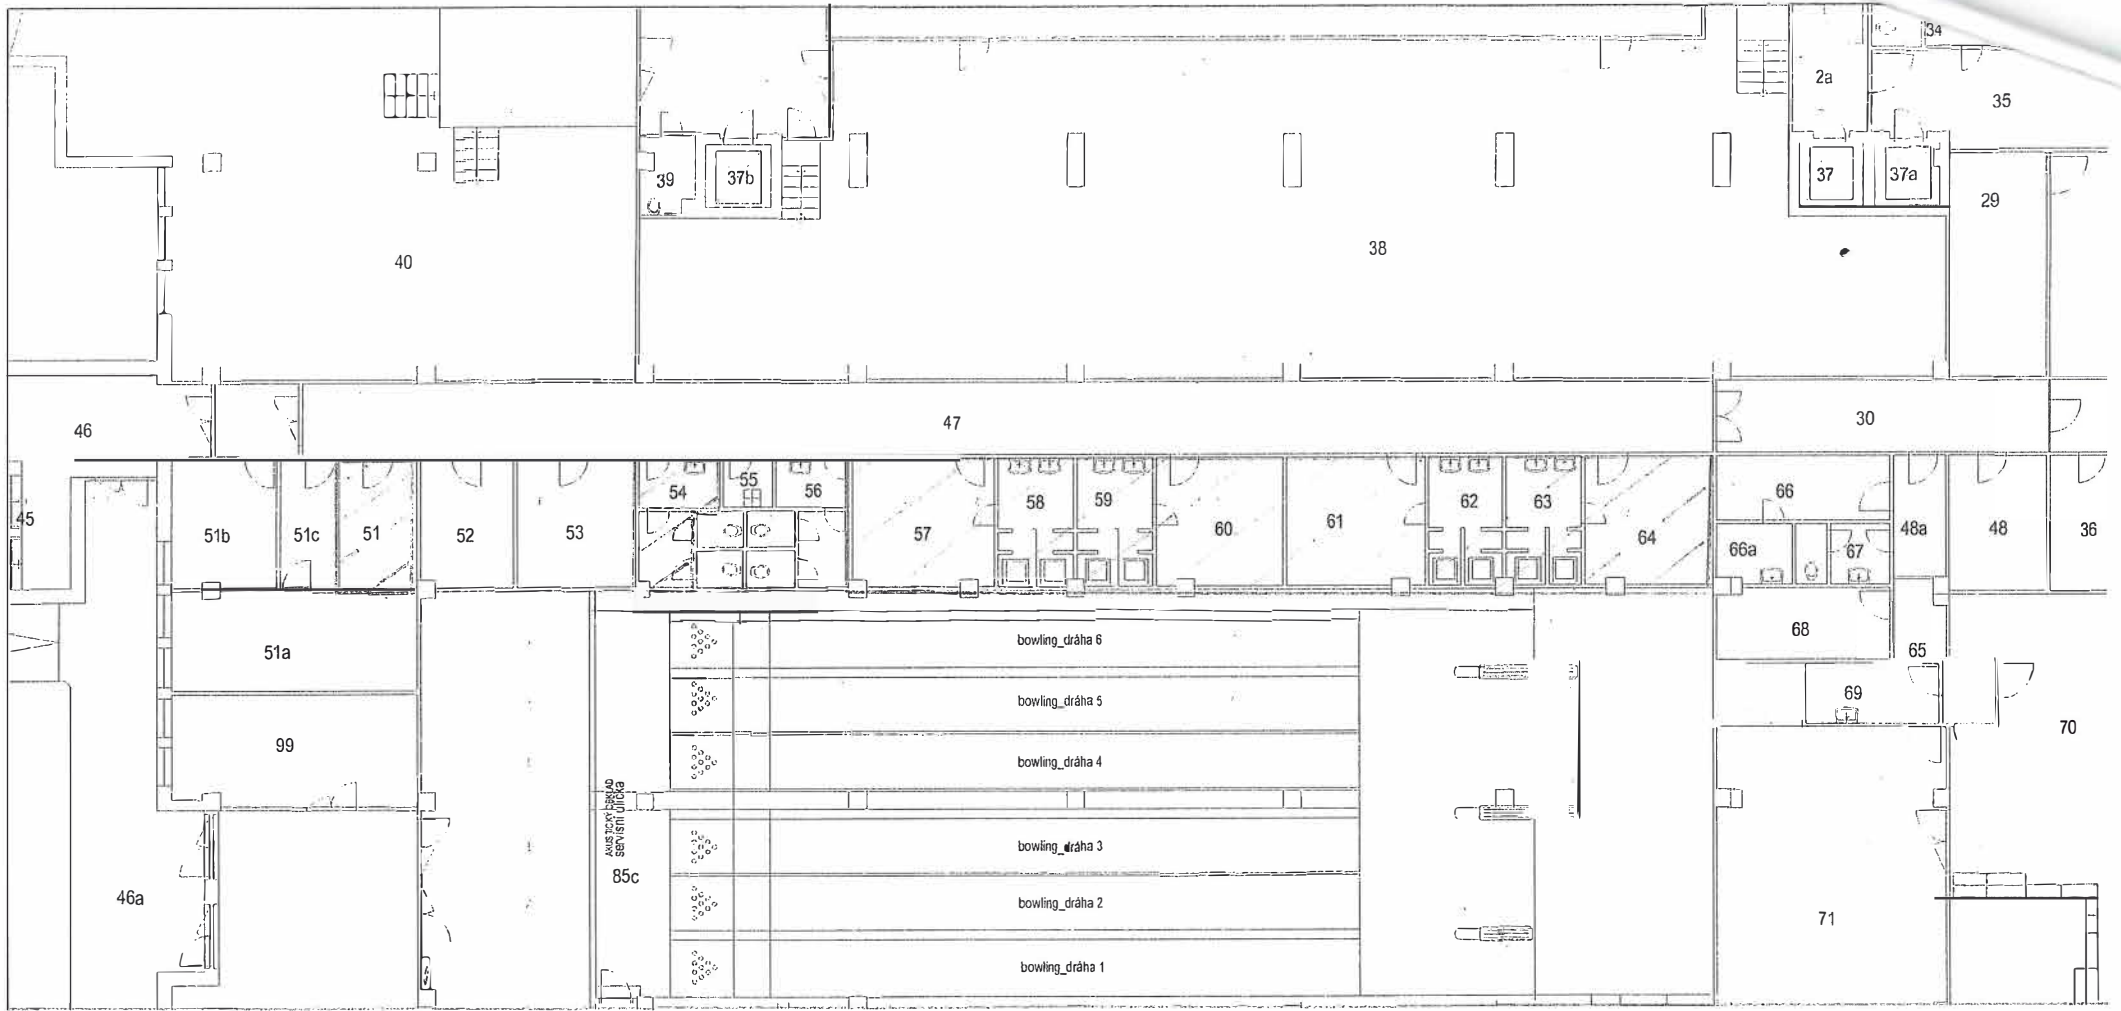 34
2a
35
39
37b
37
37a
29
40
38
46
47
30
45
51b
51c
51
52
53
54
55
56
57
58
59
60
61
62
63
64
66
66a
67
48a
48
36
51a
bowling_dráha 6
68
65
bowling_dráha 5
69
99
70
bowling_dráha 4
AKUSTICKÝ OBKLAD
servisní ulička
bowling_dráha 3
85c
46a
bowling_dráha 2
71
bowling_dráha 1